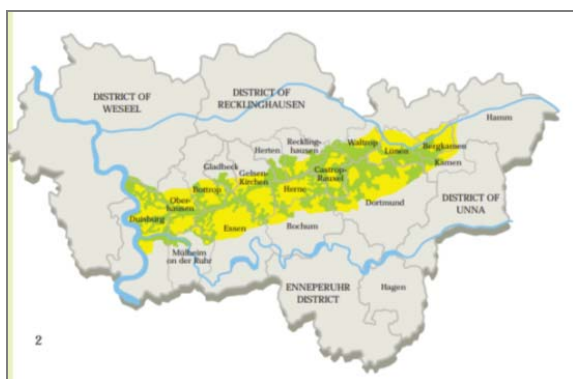 DISTRICT OF
WESEEL
DISTRICT OF
RECKLINGHAUSEN
Hamm
Reckling-
hausen
Waltrop
Herten
Lünen
Bergkamen
Gladbeck
Kamen
Gelsen-
Kirchen
Castrop-
Rauxel
Bottrop
Herne
DISTRICT OF
UNNA
Ober-
hausen
Dortmund
Duisburg
Essen
Bochum
Mülheim
on der Ruhr
ENNEPERUHR
DISTRICT
Hagen
2